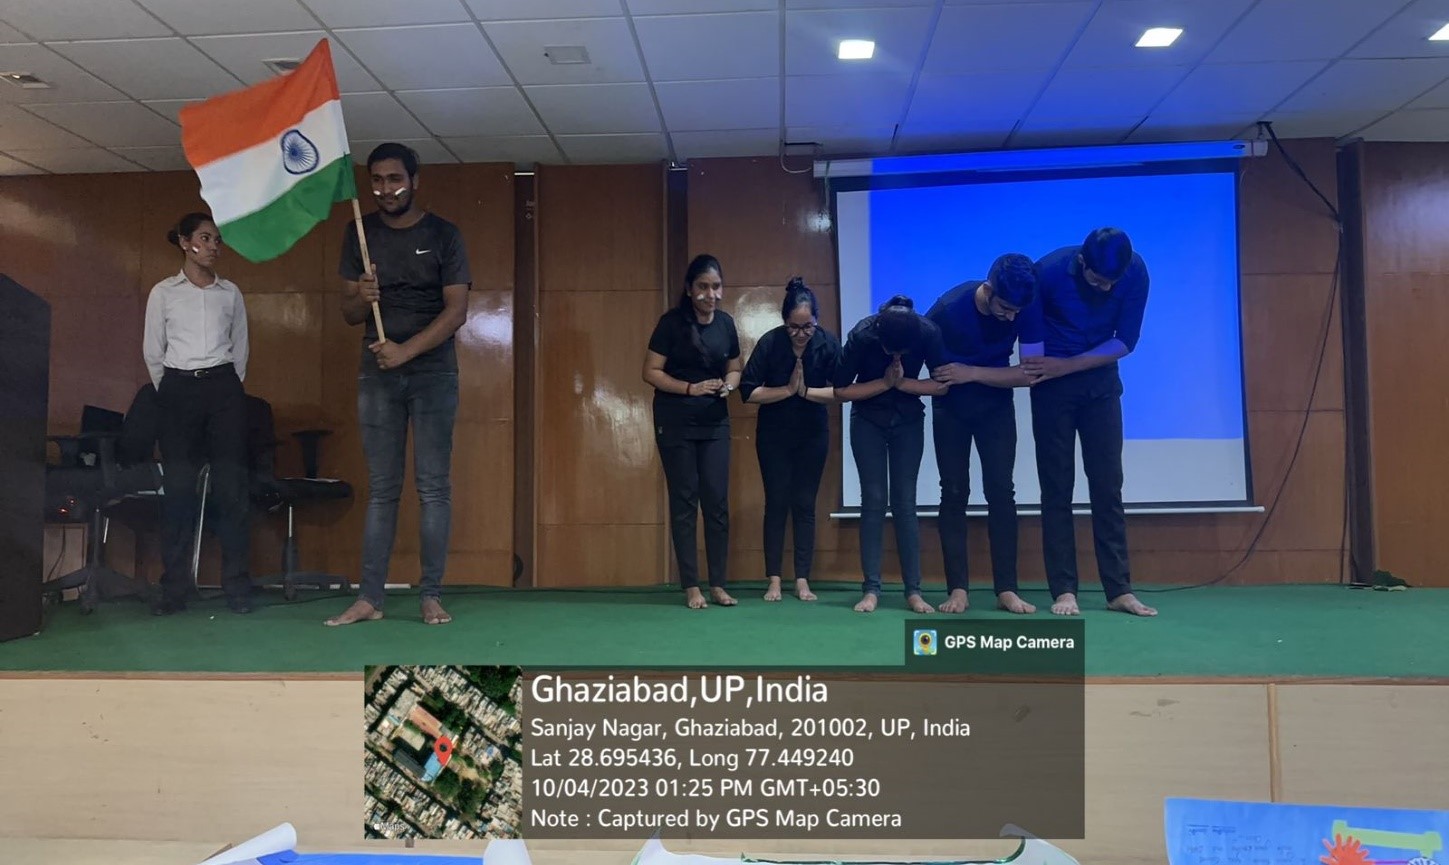 GPS Map Camera
Ghaziabad,UP,India
Sanjay Nagar, Ghaziabad, 201002, UP, India
Lat 28.695436, Long 77.449240
10/04/2023 01:25 PM GMT+05:30
Note : Captured by GPS Map Camera